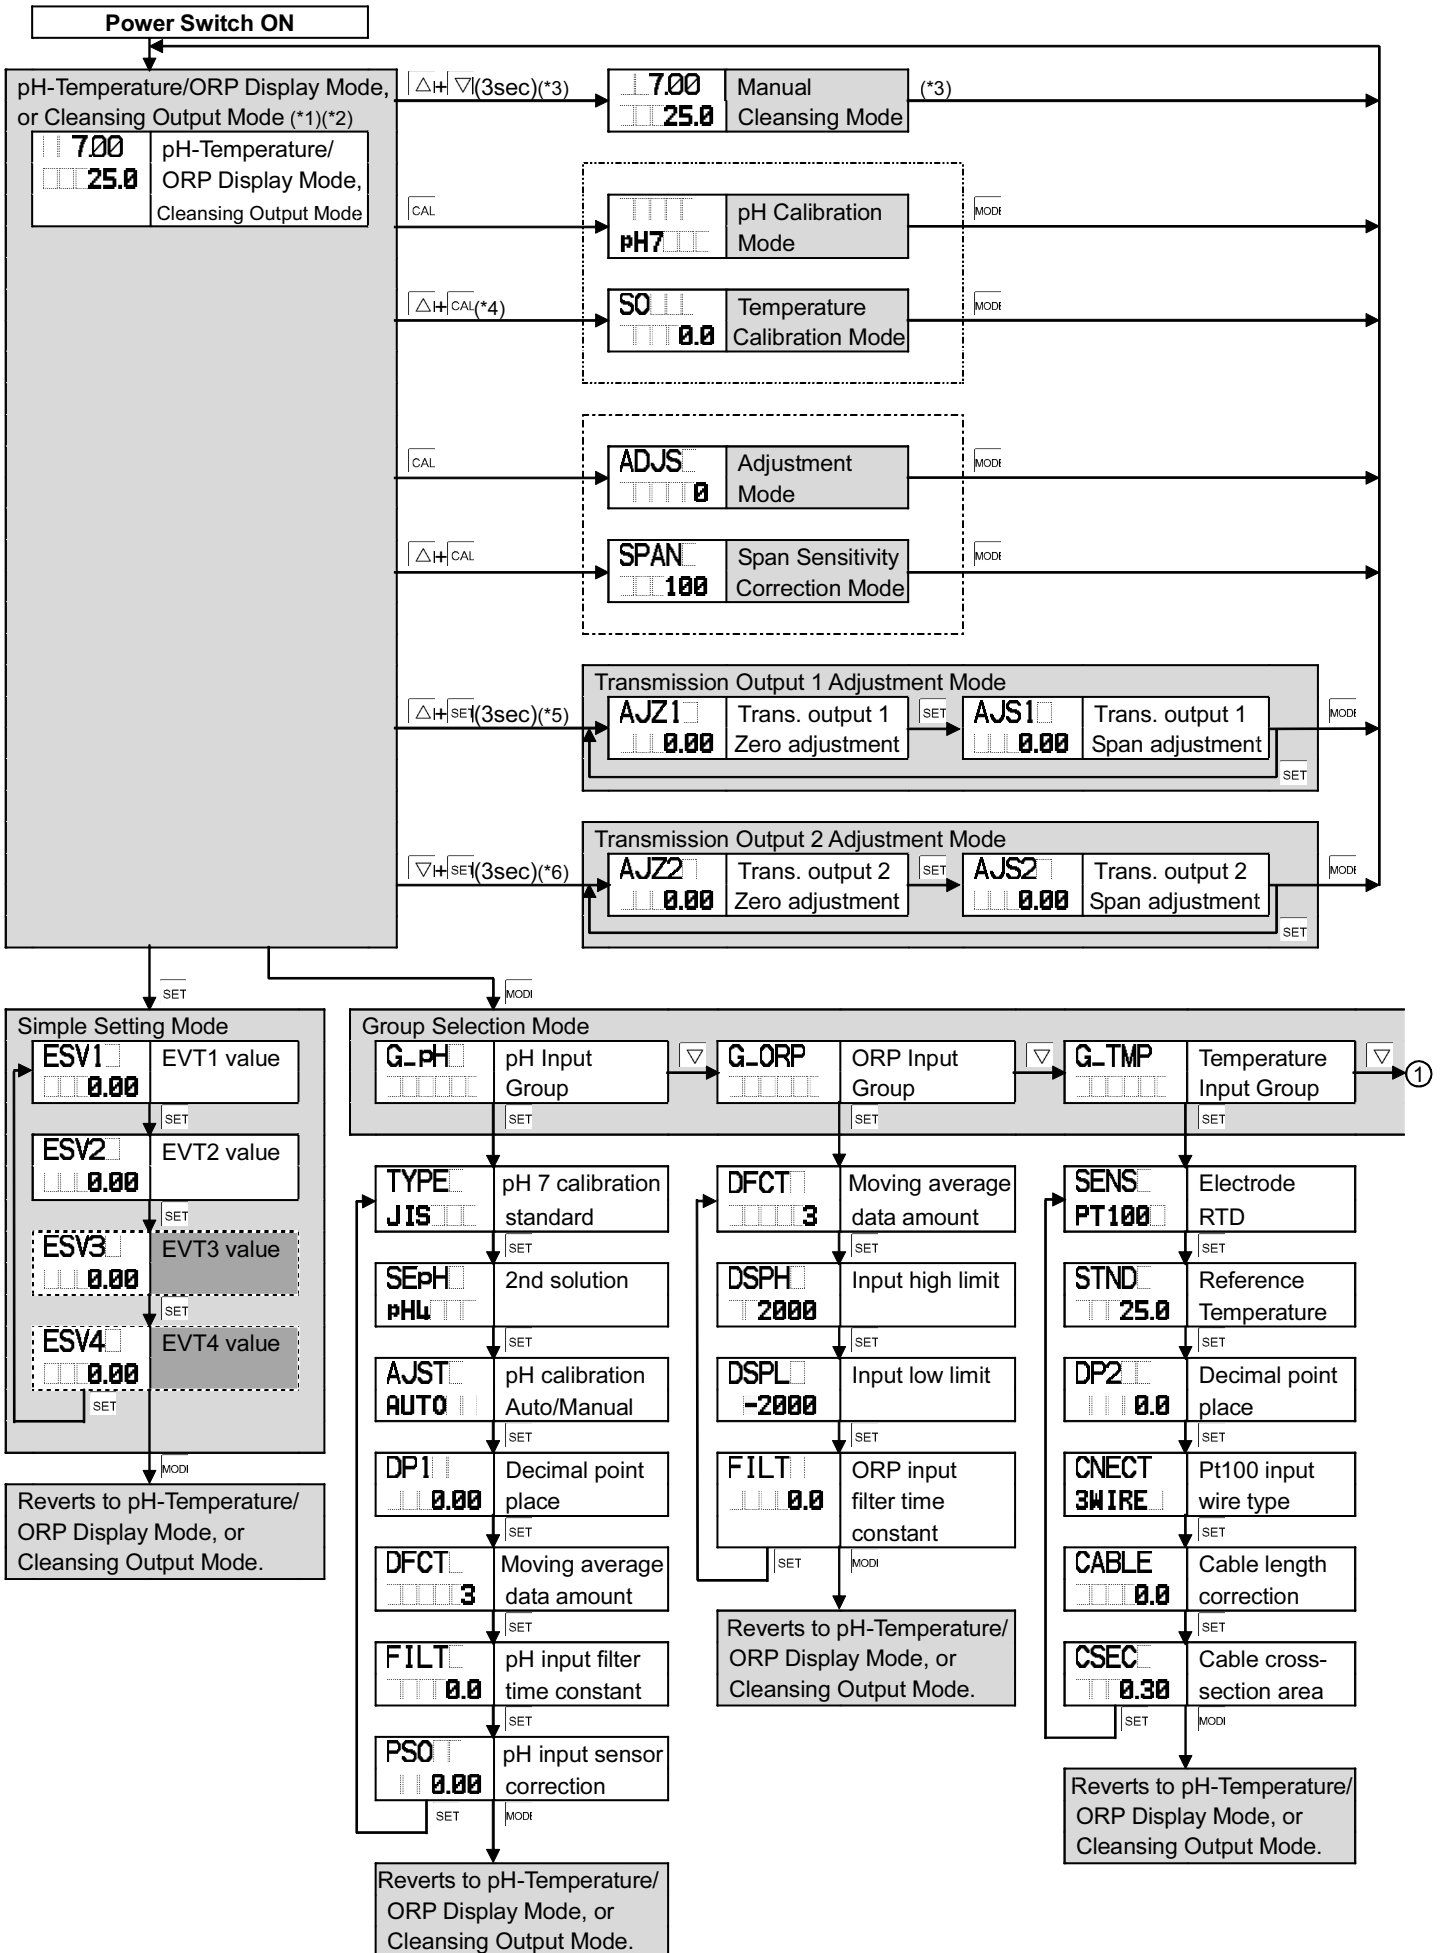 Power Switch ON
pH-Temperature/ORP Display Mode,
or Cleansing Output Mode (*1)(*2)
7.00
25.0
pH-Temperature/
ORP Display Mode,
Cleansing Output Mode
△+▽(3sec)(*3)
7.00
25.0
Manual
Cleansing Mode
(*3)
CAL
pH7
pH Calibration
Mode
MODE
△+CAL(*4)
SO
0.0
Temperature
Calibration Mode
MODE
CAL
ADJS
0
Adjustment
Mode
MODE
△+CAL
SPAN
100
Span Sensitivity
Correction Mode
MODE
Transmission Output 1 Adjustment Mode
△+SET(3sec)(*5)
AJZ1
0.00
Trans. output 1
Zero adjustment
SET
AJS1
0.00
Trans. output 1
Span adjustment
MODE
SET
Transmission Output 2 Adjustment Mode
▽+SET(3sec)(*6)
AJZ2
0.00
Trans. output 2
Zero adjustment
SET
AJS2
0.00
Trans. output 2
Span adjustment
MODE
SET
SET
MODE
Simple Setting Mode
ESV1
0.00
EVT1 value
SET
ESV2
0.00
EVT2 value
SET
ESV3
0.00
EVT3 value
SET
ESV4
0.00
EVT4 value
SET
MODE
Reverts to pH-Temperature/
ORP Display Mode, or
Cleansing Output Mode.
Group Selection Mode
G_pH
pH Input
Group
▽
G_ORP
ORP Input
Group
▽
G_TMP
Temperature
Input Group
▽
①
SET
SET
SET
TYPE
JIS
pH 7 calibration
standard
SET
SEpH
pH4
2nd solution
SET
AJST
AUTO
pH calibration
Auto/Manual
SET
DP1
0.00
Decimal point
place
SET
DFCT
3
Moving average
data amount
SET
FILT
0.0
pH input filter
time constant
SET
PSO
0.00
pH input sensor
correction
SET
MODE
Reverts to pH-Temperature/
ORP Display Mode, or
Cleansing Output Mode.
DFCT
3
Moving average
data amount
SET
DSPH
2000
Input high limit
SET
DSPL
-2000
Input low limit
SET
FILT
0.0
ORP input
filter time
constant
SET
MODE
Reverts to pH-Temperature/
ORP Display Mode, or
Cleansing Output Mode.
SENS
PT100
Electrode
RTD
SET
STND
25.0
Reference
Temperature
SET
DP2
0.0
Decimal point
place
SET
CNECT
3WIRE
Pt100 input
wire type
SET
CABLE
0.0
Cable length
correction
SET
CSEC
0.30
Cable cross-
section area
SET
MODE
Reverts to pH-Temperature/
ORP Display Mode, or
Cleansing Output Mode.